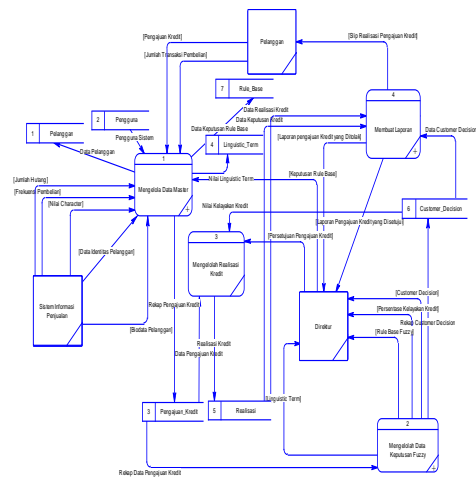 [Pengajuan Kredit]
Pelanggan
[Slip Realisasi Pengajuan Kredit]
[Jumlah Transaksi Pembelian]
7 Rule_Base
4
Membuat Laporan
Data Realisasi Kredit
Data Keputusan Kredit
2 Pengguna
1 Pelanggan
Pengguna Sistem
Data Keputusan Rule Base
4 Linguistic_Term
[Laporan pengajuan Kredit yang Ditolak]
Data Customer Decision
Data Pelanggan
1
Mengelola Data Master
+
+
[Keputusan Rule Base]
Nilai Linguistic Term
[Jumlah Hutang]
[Frekuensi Pembelian]
[Nilai Character]
Nilai Kelayakan Kredit
6 Customer_Decision
[Laporan Pengajuan Kredit yang Disetujui]
3
Mengelolah Realisasi
Kredit
[Persetujuan Pengajuan Kredit]
[Data Identitas Pelanggan]
Sistem Informasi
Penjualan
[Biodata Pelanggan]
Rekap Pengajuan Kredit
Data Pengajuan Kredit
Realisasi Kredit
Direktur
[Customer Decision]
[Persentase Kelayakan Kredit]
Rekap Customer Decision
[Rule Base Fuzzy]
[Linguistic Term]
3 Pengajuan_Kredit
5 Realisasi
2
Mengelolah Data
Keputusan Fuzzy
+
Rekap Data Pengajuan Kredit